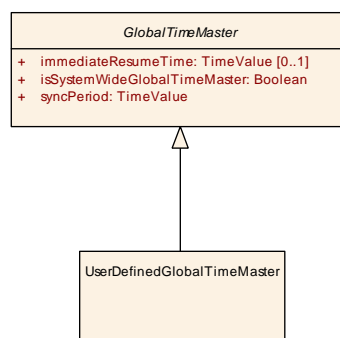 GlobalTimeMaster
+ immediateResumeTime: TimeValue [0..1]
+ isSystemWideGlobalTimeMaster: Boolean
+ syncPeriod: TimeValue
UserDefinedGlobalTimeMaster